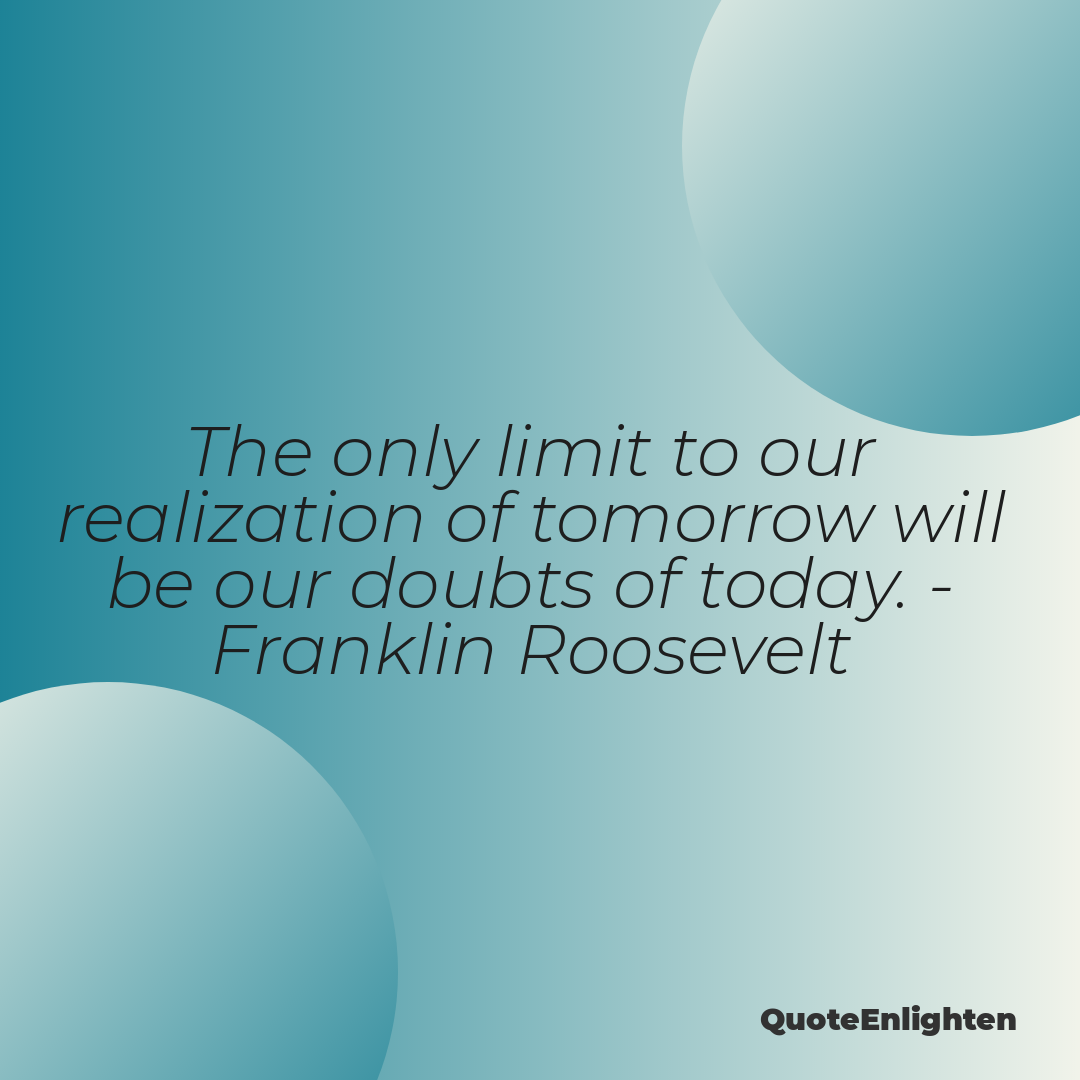 The only limit to our
realization of tomorrow will
be our doubts of today. -
Franklin Roosevelt
QuoteEnlighten